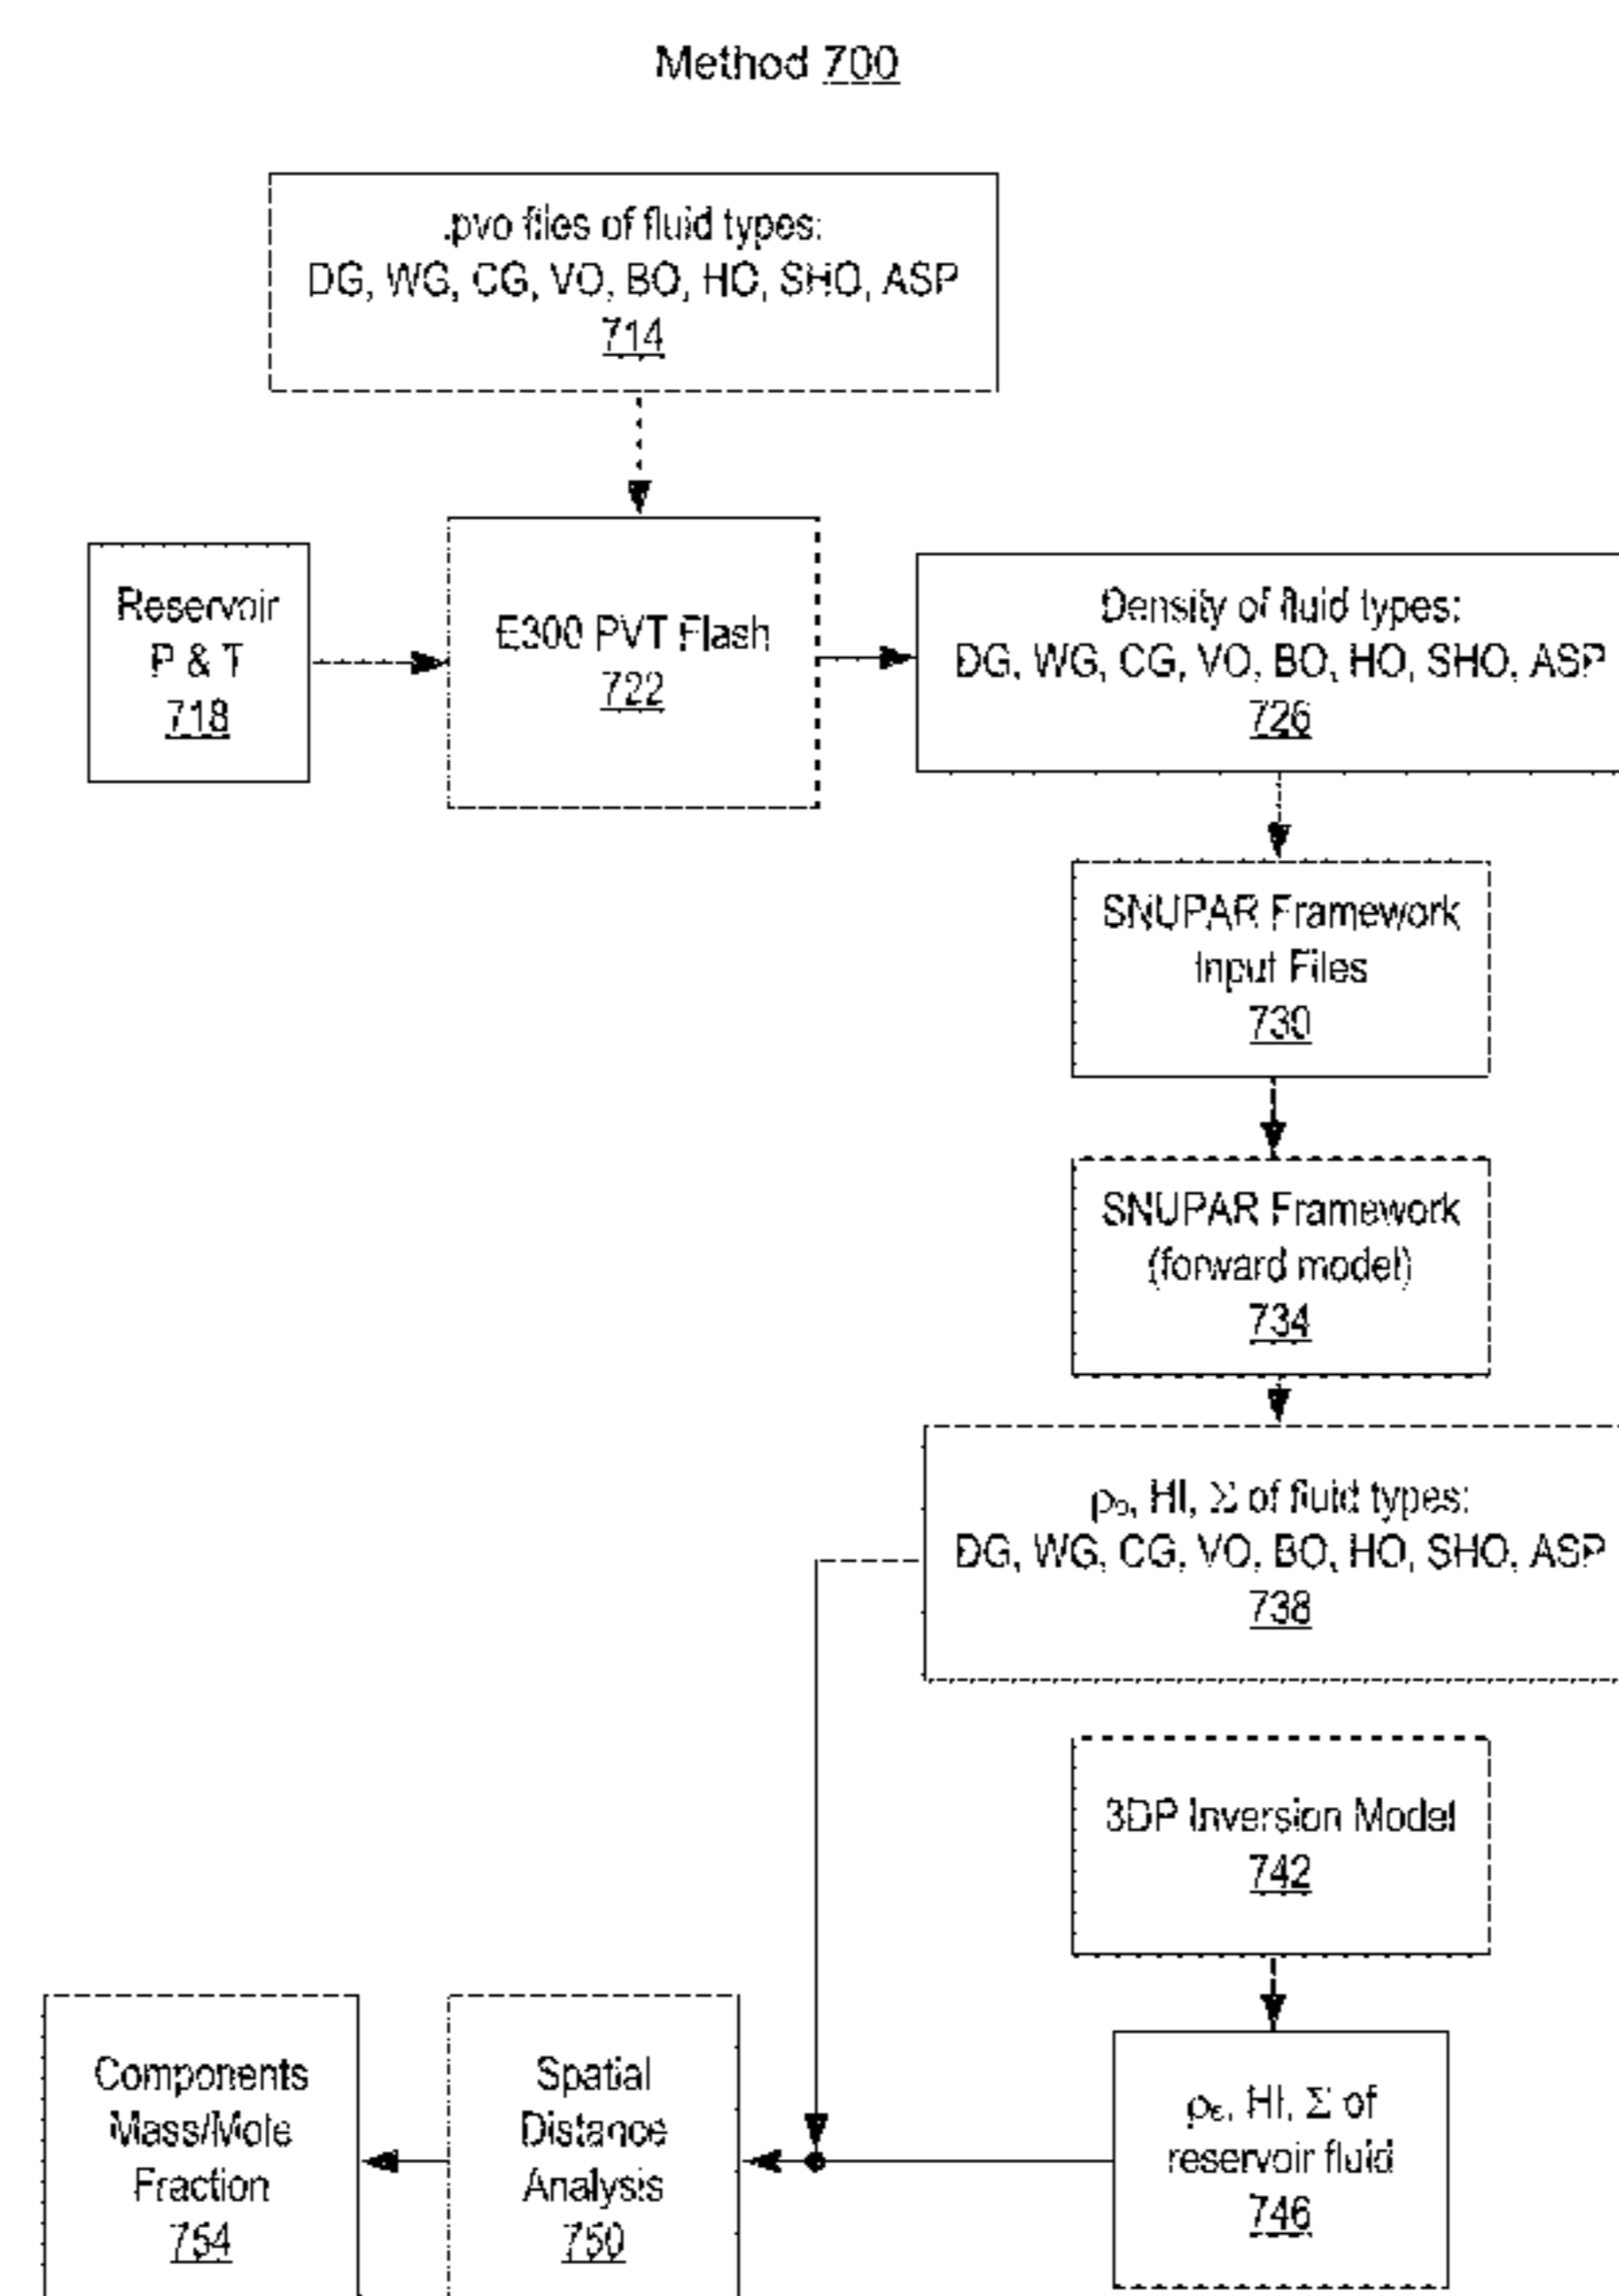 Method 700
.pvo files of fluid types:
DG, WG, CG, VO, BO, HO, SHO, ASP
714
Reservoir
P & T
718
E300 PVT Flash
722
Density of fluid types:
DG, WG, CG, VO, BO, HO, SHO, ASP
726
SNUPAR Framework
Input Files
730
SNUPAR Framework
(forward model)
734
HI, Σ of fluid types:
DG, WG, CG, VO, BO, HO, SHO, ASP
738
3DP Inversion Model
742
HI, Σ of
reservoir fluid
746
Spatial
Distance
Analysis
750
Components
Mass/Mole
Fraction
754